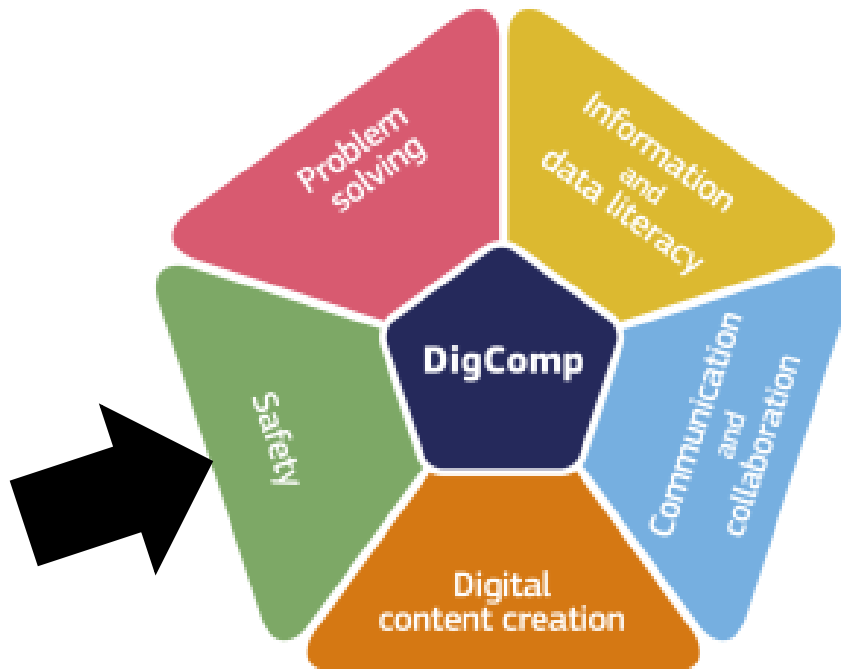 Problem
solving
Information
and
data literacy
DigComp
Safety
Communication
and
collaboration
Digital
content creation